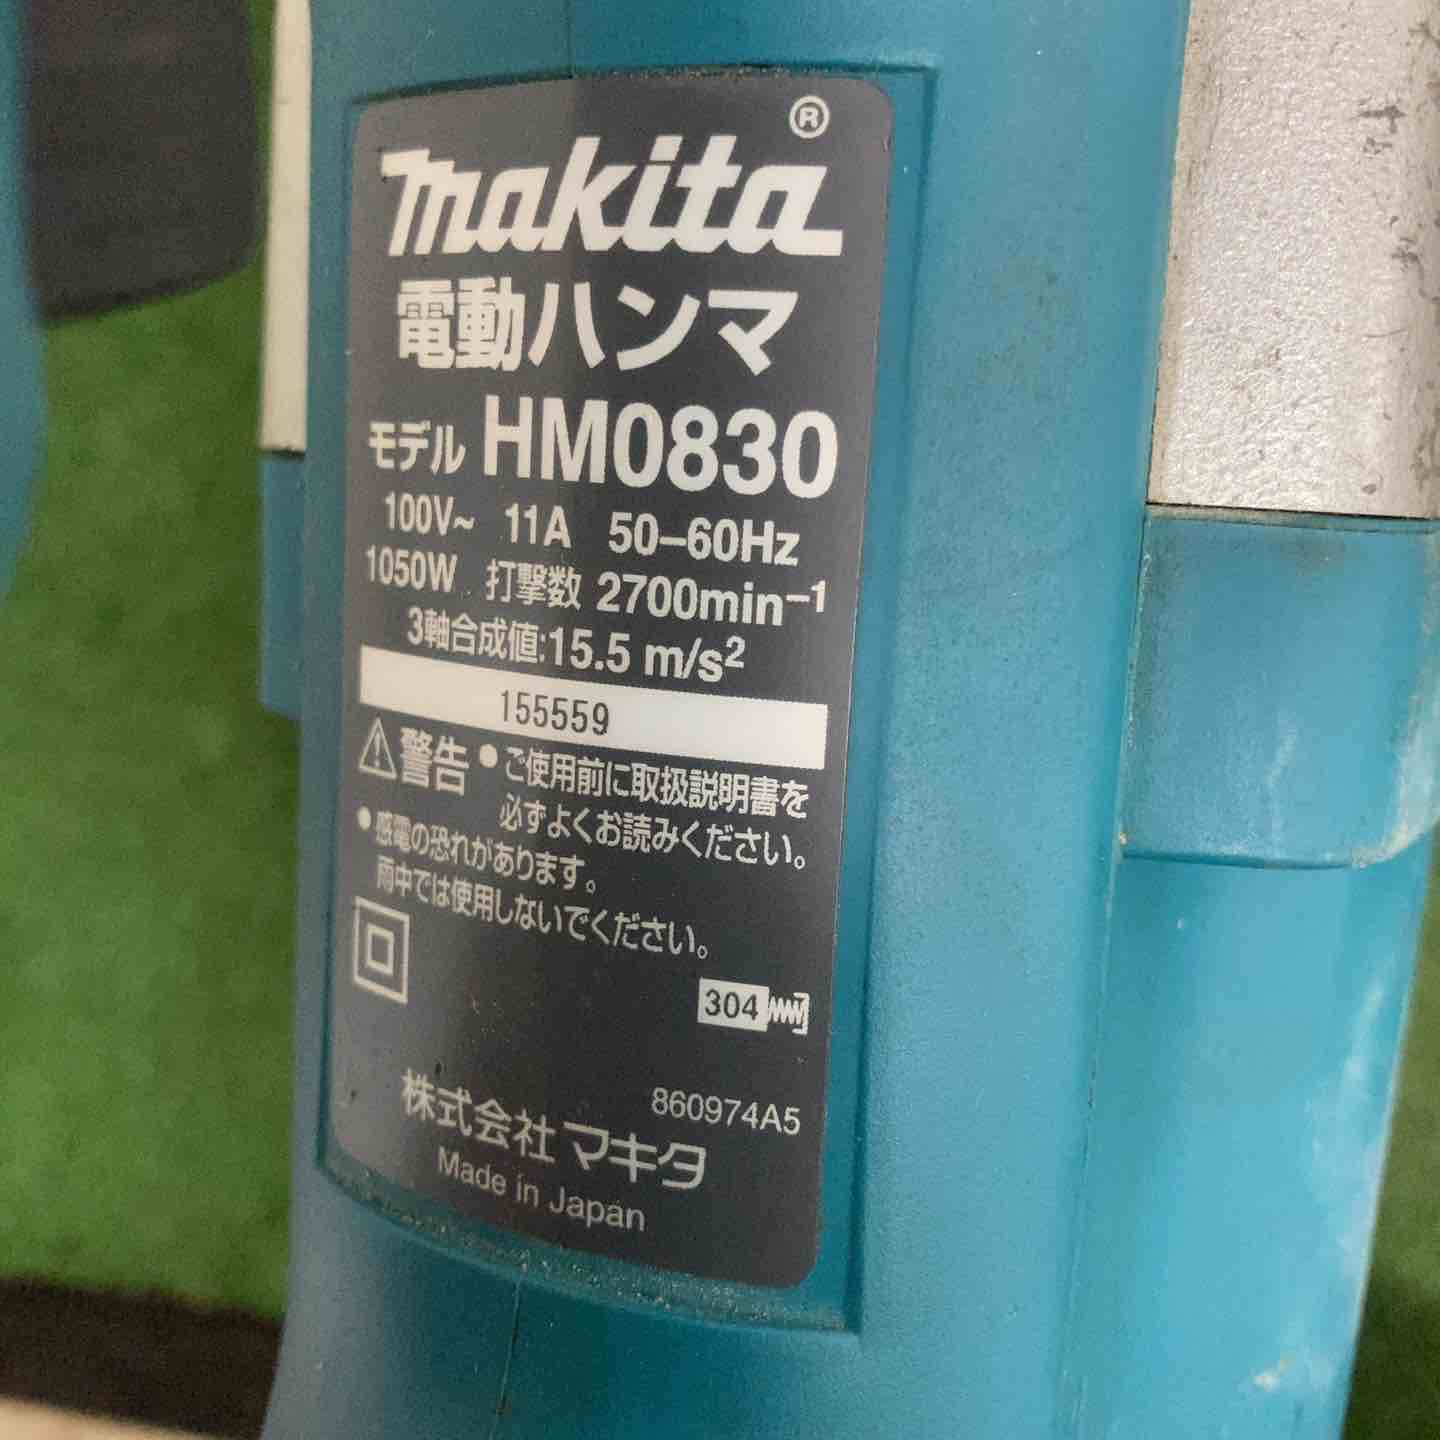 makita®
電動ハンマ
モデル HM0830
100V~ 11A 50-60Hz
1050W 打撃数 2700min⁻¹
3軸合成値:15.5 m/s²
155559
⚠警告 ●ご使用前に取扱説明書を
必ずよくお読みください。
●感電の恐れがあります。
雨中では使用しないでください。
304
860974A5
株式会社マキタ
Made in Japan